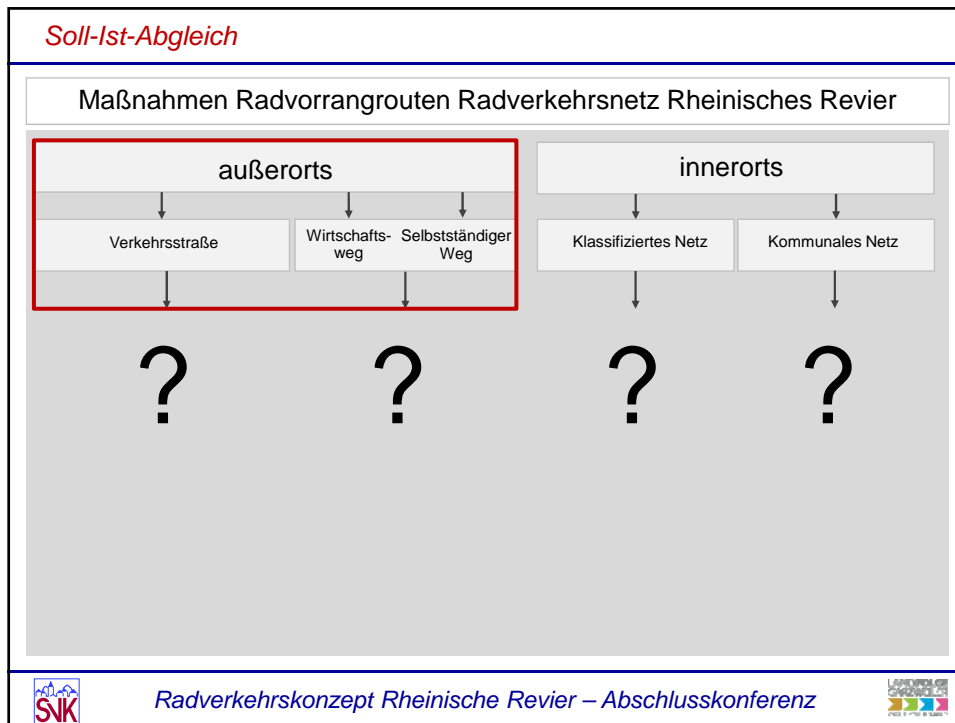 Soll-Ist-Abgleich
Maßnahmen Radvorrangrouten Radverkehrsnetz Rheinisches Revier
außerorts
innerorts
Verkehrsstraße
Wirtschafts-
weg
Selbstständiger
Weg
Klassifiziertes Netz
Kommunales Netz
? ? ? ?
SVK
Radverkehrskonzept Rheinische Revier – Abschlusskonferenz